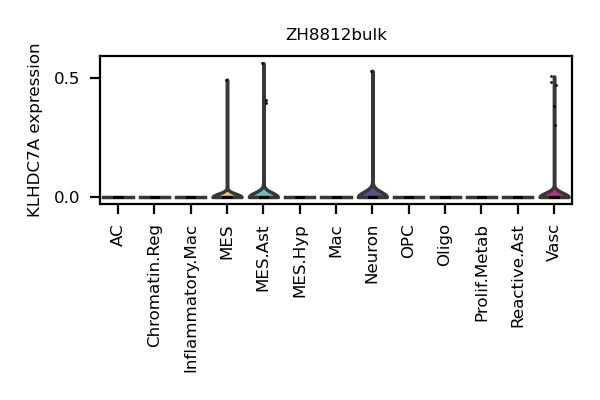 ZH8812bulk
KLHDC7A expression
0.5
0.0
AC
Chromatin.Reg
Inflammatory.Mac
MES
MES.Ast
MES.Hyp
Mac
Neuron
OPC
Oligo
Prolif.Metab
Reactive.Ast
Vasc